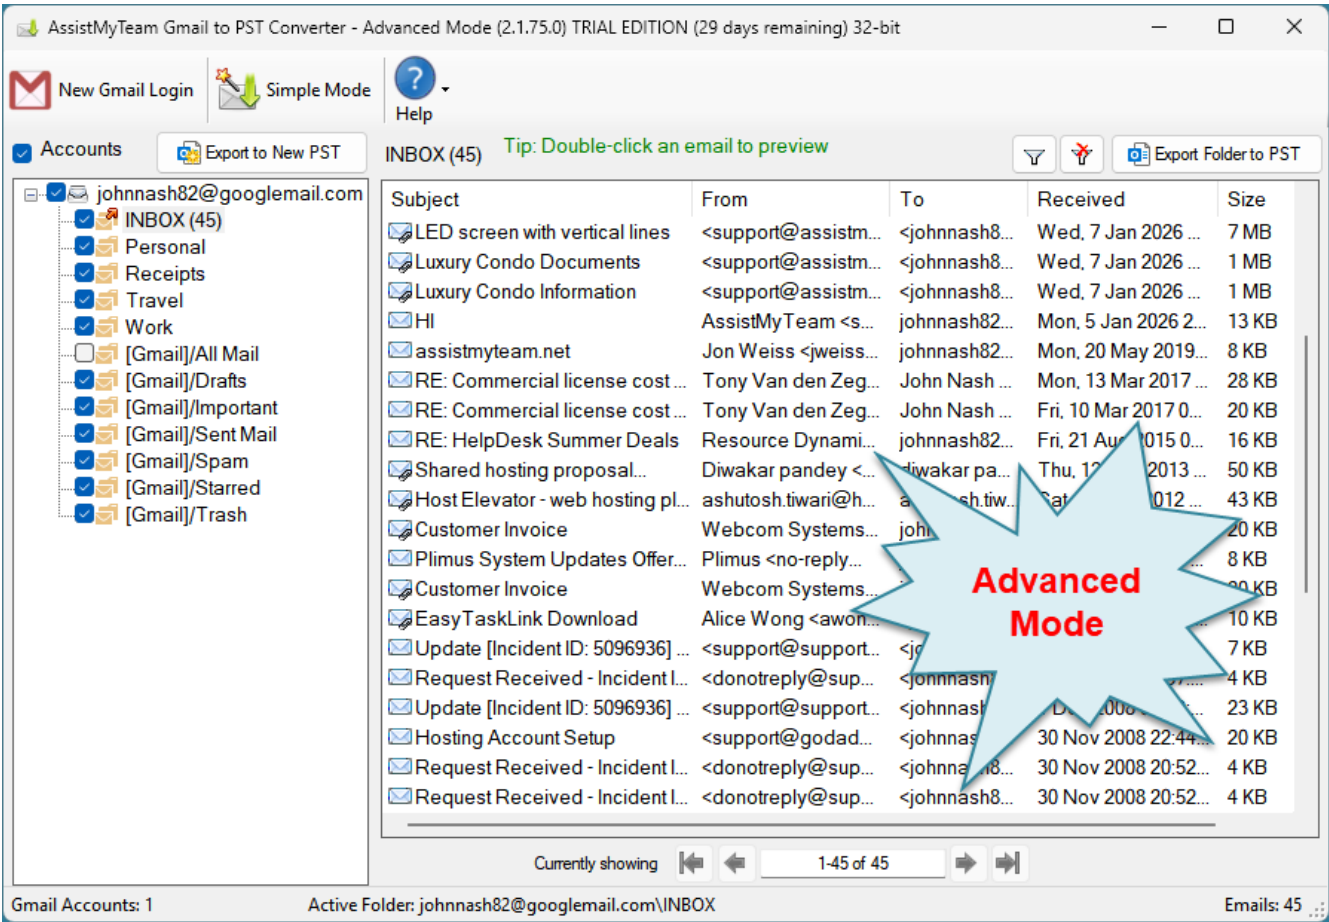 AssistMyTeam Gmail to PST Converter - Advanced Mode (2.1.75.0) TRIAL EDITION (29 days remaining) 32-bit
New Gmail Login Simple Mode Help
Accounts Export to New PST
INBOX (45) Tip: Double-click an email to preview Export Folder to PST
johnnash82@googlemail.com
INBOX (45)
Personal
Receipts
Travel
Work
[Gmail]/All Mail
[Gmail]/Drafts
[Gmail]/Important
[Gmail]/Sent Mail
[Gmail]/Spam
[Gmail]/Starred
[Gmail]/Trash
Subject From To Received Size
LED screen with vertical lines <support@assistm... <johnnash8... Wed, 7 Jan 2026 ... 7 MB
Luxury Condo Documents <support@assistm... <johnnash8... Wed, 7 Jan 2026 ... 1 MB
Luxury Condo Information <support@assistm... <johnnash8... Wed, 7 Jan 2026 ... 1 MB
HI AssistMyTeam <s... johnnash82... Mon, 5 Jan 2026 2... 13 KB
assistmyteam.net Jon Weiss <jweiss... johnnash82... Mon, 20 May 2019... 8 KB
RE: Commercial license cost ... Tony Van den Zeg... John Nash ... Mon, 13 Mar 2017 ... 28 KB
RE: Commercial license cost ... Tony Van den Zeg... John Nash ... Fri, 10 Mar 2017 0... 20 KB
RE: HelpDesk Summer Deals Resource Dynami... johnnash82... Fri, 21 2015 0... 16 KB
Shared hosting proposal... Diwakar pandey <... diwakar pa... Thu, 2013 ... 50 KB
Host Elevator - web hosting pl... ashutosh.tiwari@h... 2012 ... 43 KB
Customer Invoice Webcom Systems... 20 KB
Plimus System Updates Offer... Plimus <no-reply... 8 KB
Customer Invoice Webcom Systems... KB
EasyTaskLink Download Alice Wong 10 KB
Update [Incident ID: 5096936] ... <support@support... 7 KB
Request Received - Incident I... <donotreply@sup... <johnnash 4 KB
Update [Incident ID: 5096936] ... <support@support... 23 KB
Hosting Account Setup <support@godad... 30 Nov 2008 22:44... 20 KB
Request Received - Incident I... <donotreply@sup... 30 Nov 2008 20:52... 4 KB
Request Received - Incident I... <donotreply@sup... <johnnash8... 30 Nov 2008 20:52... 4 KB
Advanced
Mode
Currently showing 1-45 of 45
Gmail Accounts: 1 Active Folder: johnnash82@googlemail.com\INBOX Emails: 45